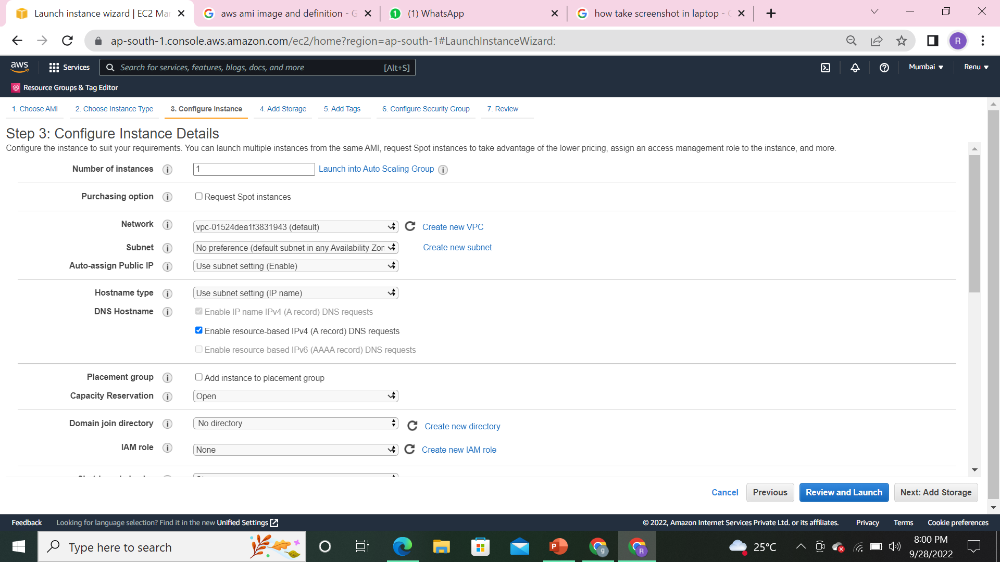 Launch instance wizard | EC2 Mar
aws ami image and definition - G
(1) WhatsApp
how take screenshot in laptop -
ap-south-1.console.aws.amazon.com/ec2/home?region=ap-south-1#LaunchInstanceWizard:
R
aws
Services
Search for services, features, blogs, docs, and more
[Alt+S]
Mumbai
Renu
Resource Groups & Tag Editor
1. Choose AMI
2. Choose Instance Type
3. Configure Instance
4. Add Storage
5. Add Tags
6. Configure Security Group
7. Review
Step 3: Configure Instance Details
Configure the instance to suit your requirements. You can launch multiple instances from the same AMI, request Spot instances to take advantage of the lower pricing, assign an access management role to the instance, and more.
Number of instances
1
Launch into Auto Scaling Group
Purchasing option
Request Spot instances
Network
vpc-01524dea1f3831943 (default)
Create new VPC
Subnet
No preference (default subnet in any Availability Zon
Create new subnet
Auto-assign Public IP
Use subnet setting (Enable)
Hostname type
Use subnet setting (IP name)
DNS Hostname
Enable IP name IPv4 (A record) DNS requests
Enable resource-based IPv4 (A record) DNS requests
Enable resource-based IPv6 (AAAA record) DNS requests
Placement group
Add instance to placement group
Capacity Reservation
Open
Domain join directory
No directory
Create new directory
IAM role
None
Create new IAM role
Cancel
Previous
Review and Launch
Next: Add Storage
Feedback
Looking for language selection? Find it in the new Unified Settings
© 2022, Amazon Internet Services Private Ltd. or its affiliates.
Privacy
Terms
Cookie preferences
Type here to search
25°C
8:00 PM
9/28/2022